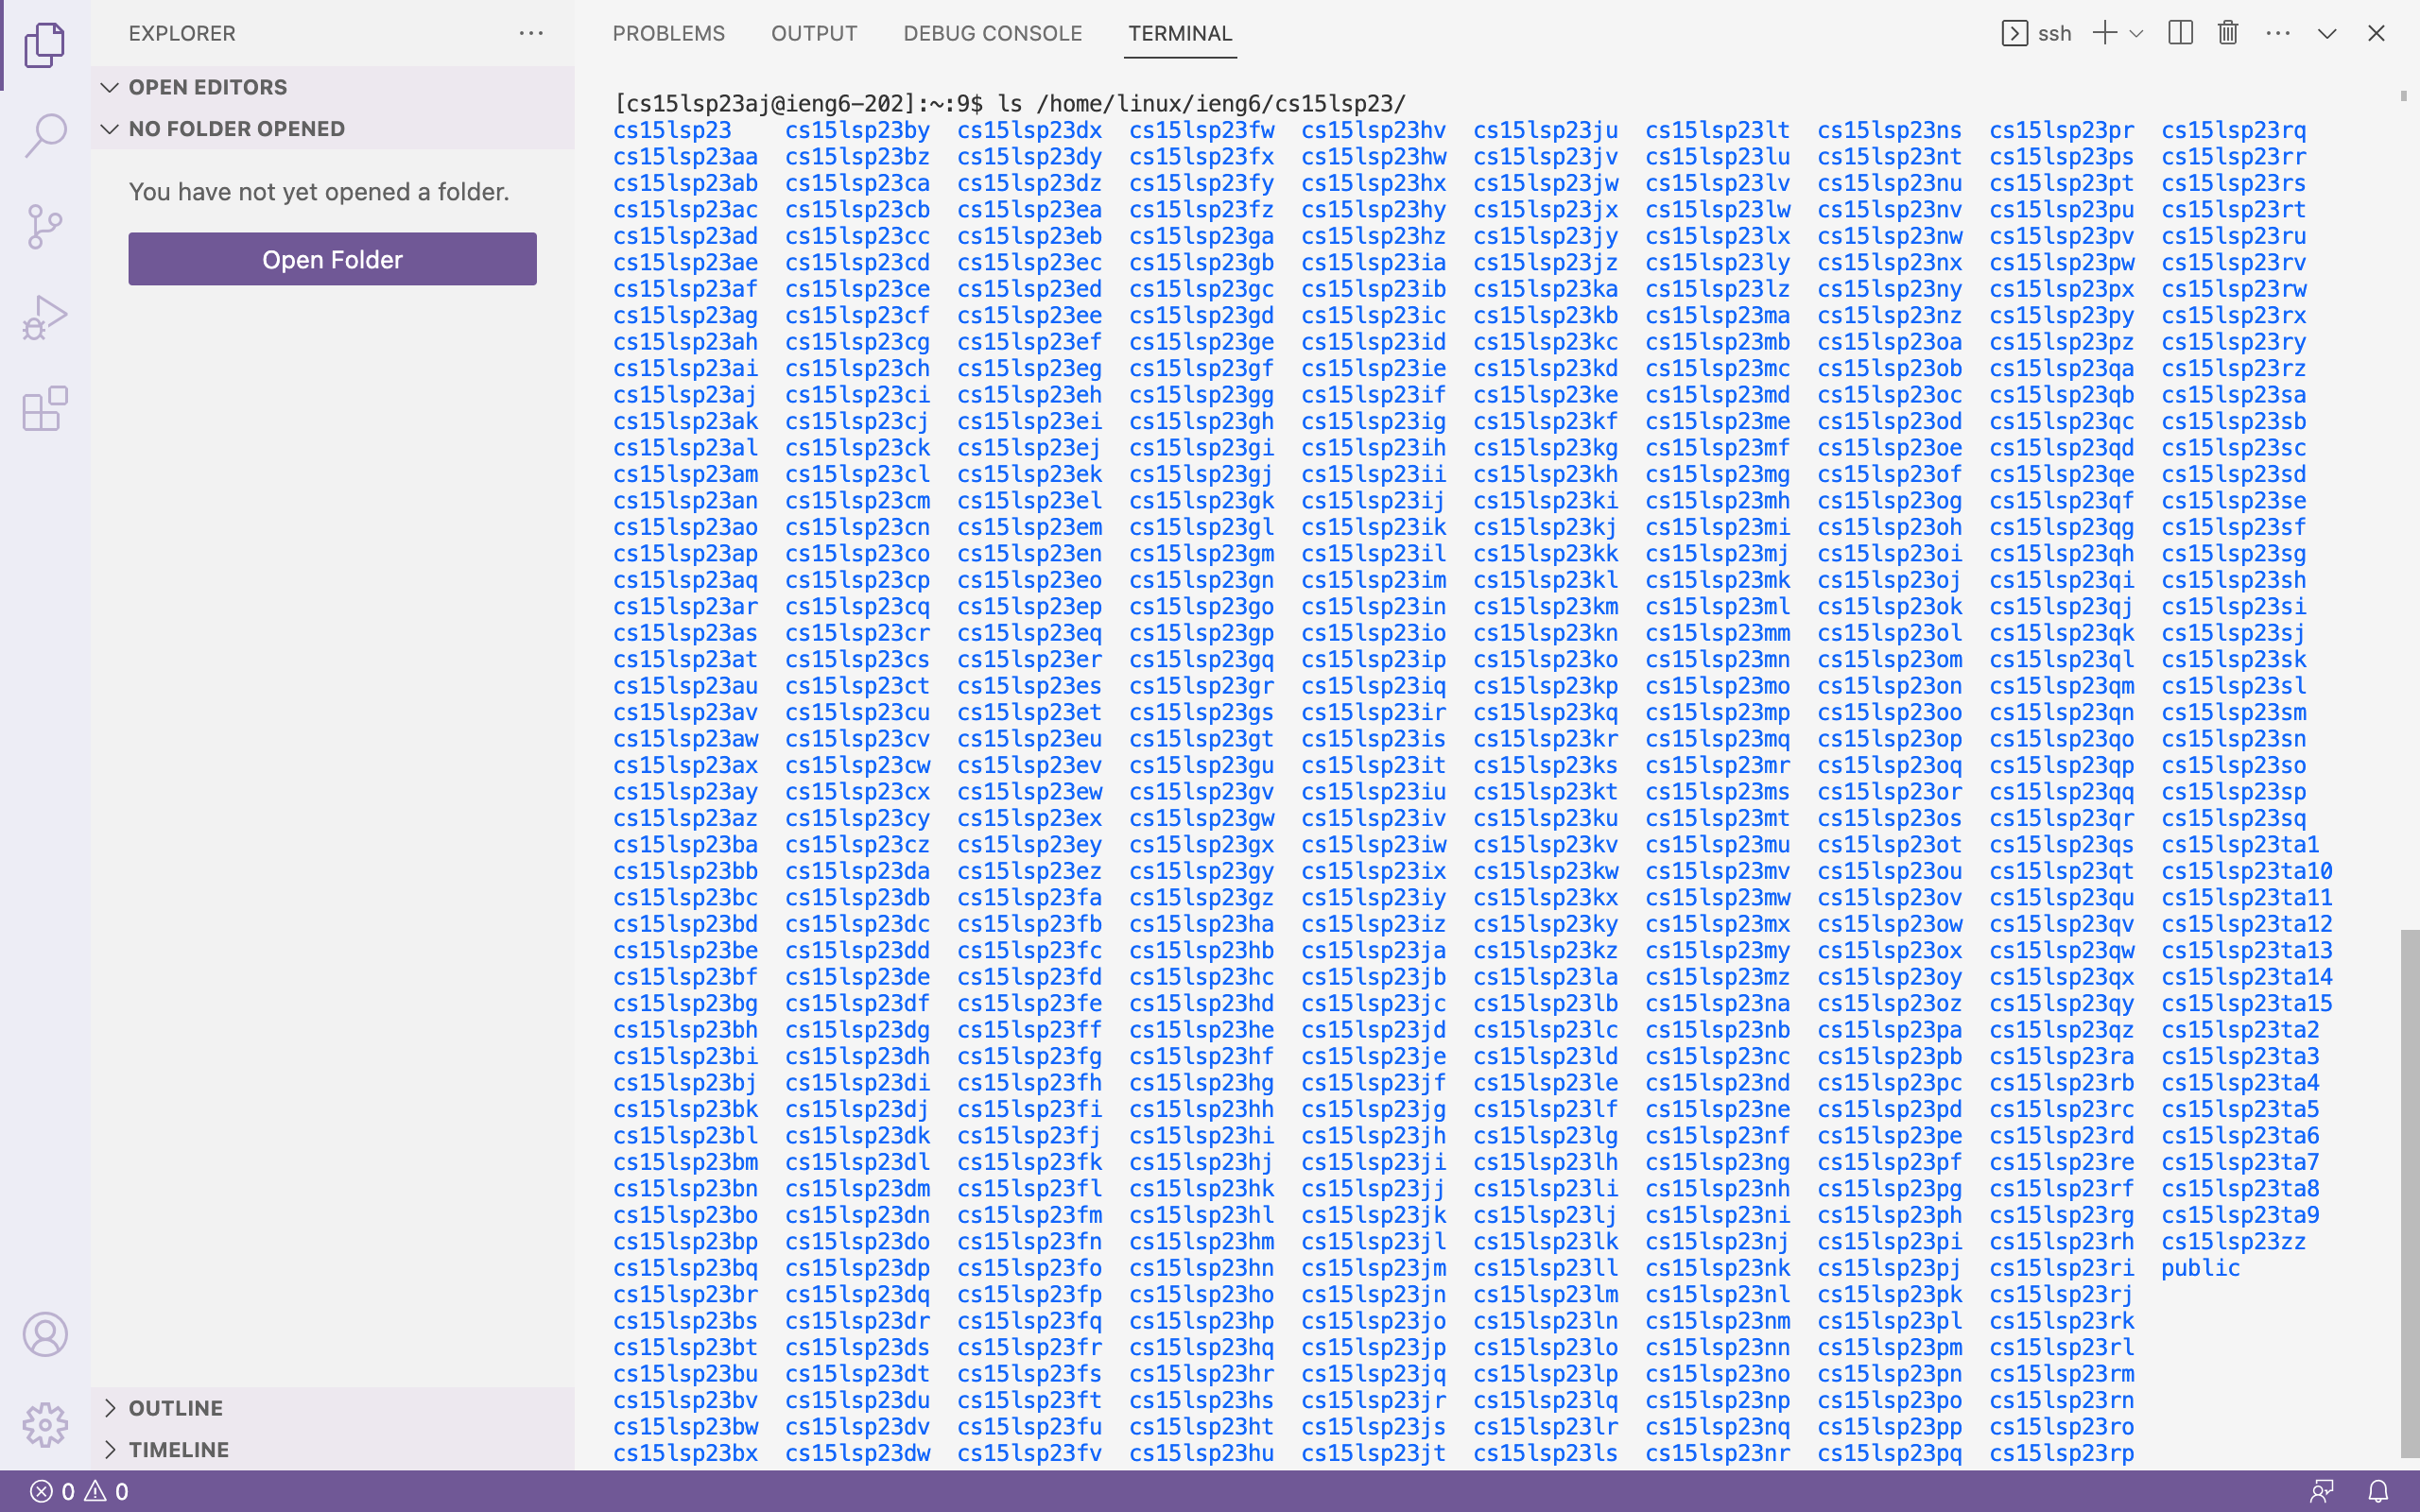 EXPLORER
OPEN EDITORS
NO FOLDER OPENED
You have not yet opened a folder.
Open Folder
OUTLINE
TIMELINE
PROBLEMS OUTPUT DEBUG CONSOLE TERMINAL
ssh
[cs15lsp23aj@ieng6-202]:~:9$ ls /home/linux/ieng6/cs15lsp23/
cs15lsp23 cs15lsp23by cs15lsp23dx cs15lsp23fw cs15lsp23hv cs15lsp23ju cs15lsp23lt cs15lsp23ns cs15lsp23pr cs15lsp23rq
cs15lsp23aa cs15lsp23bz cs15lsp23dy cs15lsp23fx cs15lsp23hw cs15lsp23jv cs15lsp23lu cs15lsp23nt cs15lsp23ps cs15lsp23rr
cs15lsp23ab cs15lsp23ca cs15lsp23dz cs15lsp23fy cs15lsp23hx cs15lsp23jw cs15lsp23lv cs15lsp23nu cs15lsp23pt cs15lsp23rs
cs15lsp23ac cs15lsp23cb cs15lsp23ea cs15lsp23fz cs15lsp23hy cs15lsp23jx cs15lsp23lw cs15lsp23nv cs15lsp23pu cs15lsp23rt
cs15lsp23ad cs15lsp23cc cs15lsp23eb cs15lsp23ga cs15lsp23hz cs15lsp23jy cs15lsp23lx cs15lsp23nw cs15lsp23pv cs15lsp23ru
cs15lsp23ae cs15lsp23cd cs15lsp23ec cs15lsp23gb cs15lsp23ia cs15lsp23jz cs15lsp23ly cs15lsp23nx cs15lsp23pw cs15lsp23rv
cs15lsp23af cs15lsp23ce cs15lsp23ed cs15lsp23gc cs15lsp23ib cs15lsp23ka cs15lsp23lz cs15lsp23ny cs15lsp23px cs15lsp23rw
cs15lsp23ag cs15lsp23cf cs15lsp23ee cs15lsp23gd cs15lsp23ic cs15lsp23kb cs15lsp23ma cs15lsp23nz cs15lsp23py cs15lsp23rx
cs15lsp23ah cs15lsp23cg cs15lsp23ef cs15lsp23ge cs15lsp23id cs15lsp23kc cs15lsp23mb cs15lsp23oa cs15lsp23pz cs15lsp23ry
cs15lsp23ai cs15lsp23ch cs15lsp23eg cs15lsp23gf cs15lsp23ie cs15lsp23kd cs15lsp23mc cs15lsp23ob cs15lsp23qa cs15lsp23rz
cs15lsp23aj cs15lsp23ci cs15lsp23eh cs15lsp23gg cs15lsp23if cs15lsp23ke cs15lsp23md cs15lsp23oc cs15lsp23qb cs15lsp23sa
cs15lsp23ak cs15lsp23cj cs15lsp23ei cs15lsp23gh cs15lsp23ig cs15lsp23kf cs15lsp23me cs15lsp23od cs15lsp23qc cs15lsp23sb
cs15lsp23al cs15lsp23ck cs15lsp23ej cs15lsp23gi cs15lsp23ih cs15lsp23kg cs15lsp23mf cs15lsp23oe cs15lsp23qd cs15lsp23sc
cs15lsp23am cs15lsp23cl cs15lsp23ek cs15lsp23gj cs15lsp23ii cs15lsp23kh cs15lsp23mg cs15lsp23of cs15lsp23qe cs15lsp23sd
cs15lsp23an cs15lsp23cm cs15lsp23el cs15lsp23gk cs15lsp23ij cs15lsp23ki cs15lsp23mh cs15lsp23og cs15lsp23qf cs15lsp23se
cs15lsp23ao cs15lsp23cn cs15lsp23em cs15lsp23gl cs15lsp23ik cs15lsp23kj cs15lsp23mi cs15lsp23oh cs15lsp23qg cs15lsp23sf
cs15lsp23ap cs15lsp23co cs15lsp23en cs15lsp23gm cs15lsp23il cs15lsp23kk cs15lsp23mj cs15lsp23oi cs15lsp23qh cs15lsp23sg
cs15lsp23aq cs15lsp23cp cs15lsp23eo cs15lsp23gn cs15lsp23im cs15lsp23kl cs15lsp23mk cs15lsp23oj cs15lsp23qi cs15lsp23sh
cs15lsp23ar cs15lsp23cq cs15lsp23ep cs15lsp23go cs15lsp23in cs15lsp23km cs15lsp23ml cs15lsp23ok cs15lsp23qj cs15lsp23si
cs15lsp23as cs15lsp23cr cs15lsp23eq cs15lsp23gp cs15lsp23io cs15lsp23kn cs15lsp23mm cs15lsp23ol cs15lsp23qk cs15lsp23sj
cs15lsp23at cs15lsp23cs cs15lsp23er cs15lsp23gq cs15lsp23ip cs15lsp23ko cs15lsp23mn cs15lsp23om cs15lsp23ql cs15lsp23sk
cs15lsp23au cs15lsp23ct cs15lsp23es cs15lsp23gr cs15lsp23iq cs15lsp23kp cs15lsp23mo cs15lsp23on cs15lsp23qm cs15lsp23sl
cs15lsp23av cs15lsp23cu cs15lsp23et cs15lsp23gs cs15lsp23ir cs15lsp23kq cs15lsp23mp cs15lsp23oo cs15lsp23qn cs15lsp23sm
cs15lsp23aw cs15lsp23cv cs15lsp23eu cs15lsp23gt cs15lsp23is cs15lsp23kr cs15lsp23mq cs15lsp23op cs15lsp23qo cs15lsp23sn
cs15lsp23ax cs15lsp23cw cs15lsp23ev cs15lsp23gu cs15lsp23it cs15lsp23ks cs15lsp23mr cs15lsp23oq cs15lsp23qp cs15lsp23so
cs15lsp23ay cs15lsp23cx cs15lsp23ew cs15lsp23gv cs15lsp23iu cs15lsp23kt cs15lsp23ms cs15lsp23or cs15lsp23qq cs15lsp23sp
cs15lsp23az cs15lsp23cy cs15lsp23ex cs15lsp23gw cs15lsp23iv cs15lsp23ku cs15lsp23mt cs15lsp23os cs15lsp23qr cs15lsp23sq
cs15lsp23ba cs15lsp23cz cs15lsp23ey cs15lsp23gx cs15lsp23iw cs15lsp23kv cs15lsp23mu cs15lsp23ot cs15lsp23qs cs15lsp23ta1
cs15lsp23bb cs15lsp23da cs15lsp23ez cs15lsp23gy cs15lsp23ix cs15lsp23kw cs15lsp23mv cs15lsp23ou cs15lsp23qt cs15lsp23ta10
cs15lsp23bc cs15lsp23db cs15lsp23fa cs15lsp23gz cs15lsp23iy cs15lsp23kx cs15lsp23mw cs15lsp23ov cs15lsp23qu cs15lsp23ta11
cs15lsp23bd cs15lsp23dc cs15lsp23fb cs15lsp23ha cs15lsp23iz cs15lsp23ky cs15lsp23mx cs15lsp23ow cs15lsp23qv cs15lsp23ta12
cs15lsp23be cs15lsp23dd cs15lsp23fc cs15lsp23hb cs15lsp23ja cs15lsp23kz cs15lsp23my cs15lsp23ox cs15lsp23qw cs15lsp23ta13
cs15lsp23bf cs15lsp23de cs15lsp23fd cs15lsp23hc cs15lsp23jb cs15lsp23la cs15lsp23mz cs15lsp23oy cs15lsp23qx cs15lsp23ta14
cs15lsp23bg cs15lsp23df cs15lsp23fe cs15lsp23hd cs15lsp23jc cs15lsp23lb cs15lsp23na cs15lsp23oz cs15lsp23qy cs15lsp23ta15
cs15lsp23bh cs15lsp23dg cs15lsp23ff cs15lsp23he cs15lsp23jd cs15lsp23lc cs15lsp23nb cs15lsp23pa cs15lsp23qz cs15lsp23ta2
cs15lsp23bi cs15lsp23dh cs15lsp23fg cs15lsp23hf cs15lsp23je cs15lsp23ld cs15lsp23nc cs15lsp23pb cs15lsp23ra cs15lsp23ta3
cs15lsp23bj cs15lsp23di cs15lsp23fh cs15lsp23hg cs15lsp23jf cs15lsp23le cs15lsp23nd cs15lsp23pc cs15lsp23rb cs15lsp23ta4
cs15lsp23bk cs15lsp23dj cs15lsp23fi cs15lsp23hh cs15lsp23jg cs15lsp23lf cs15lsp23ne cs15lsp23pd cs15lsp23rc cs15lsp23ta5
cs15lsp23bl cs15lsp23dk cs15lsp23fj cs15lsp23hi cs15lsp23jh cs15lsp23lg cs15lsp23nf cs15lsp23pe cs15lsp23rd cs15lsp23ta6
cs15lsp23bm cs15lsp23dl cs15lsp23fk cs15lsp23hj cs15lsp23ji cs15lsp23lh cs15lsp23ng cs15lsp23pf cs15lsp23re cs15lsp23ta7
cs15lsp23bn cs15lsp23dm cs15lsp23fl cs15lsp23hk cs15lsp23jj cs15lsp23li cs15lsp23nh cs15lsp23pg cs15lsp23rf cs15lsp23ta8
cs15lsp23bo cs15lsp23dn cs15lsp23fm cs15lsp23hl cs15lsp23jk cs15lsp23lj cs15lsp23ni cs15lsp23ph cs15lsp23rg cs15lsp23ta9
cs15lsp23bp cs15lsp23do cs15lsp23fn cs15lsp23hm cs15lsp23jl cs15lsp23lk cs15lsp23nj cs15lsp23pi cs15lsp23rh cs15lsp23zz
cs15lsp23bq cs15lsp23dp cs15lsp23fo cs15lsp23hn cs15lsp23jm cs15lsp23ll cs15lsp23nk cs15lsp23pj cs15lsp23ri public
cs15lsp23br cs15lsp23dq cs15lsp23fp cs15lsp23ho cs15lsp23jn cs15lsp23lm cs15lsp23nl cs15lsp23pk cs15lsp23rj
cs15lsp23bs cs15lsp23dr cs15lsp23fq cs15lsp23hp cs15lsp23jo cs15lsp23ln cs15lsp23nm cs15lsp23pl cs15lsp23rk
cs15lsp23bt cs15lsp23ds cs15lsp23fr cs15lsp23hq cs15lsp23jp cs15lsp23lo cs15lsp23nn cs15lsp23pm cs15lsp23rl
cs15lsp23bu cs15lsp23dt cs15lsp23fs cs15lsp23hr cs15lsp23jq cs15lsp23lp cs15lsp23no cs15lsp23pn cs15lsp23rm
cs15lsp23bv cs15lsp23du cs15lsp23ft cs15lsp23hs cs15lsp23jr cs15lsp23lq cs15lsp23np cs15lsp23po cs15lsp23rn
cs15lsp23bw cs15lsp23dv cs15lsp23fu cs15lsp23ht cs15lsp23js cs15lsp23lr cs15lsp23nq cs15lsp23pp cs15lsp23ro
cs15lsp23bx cs15lsp23dw cs15lsp23fv cs15lsp23hu cs15lsp23jt cs15lsp23ls cs15lsp23nr cs15lsp23pq cs15lsp23rp
0 0